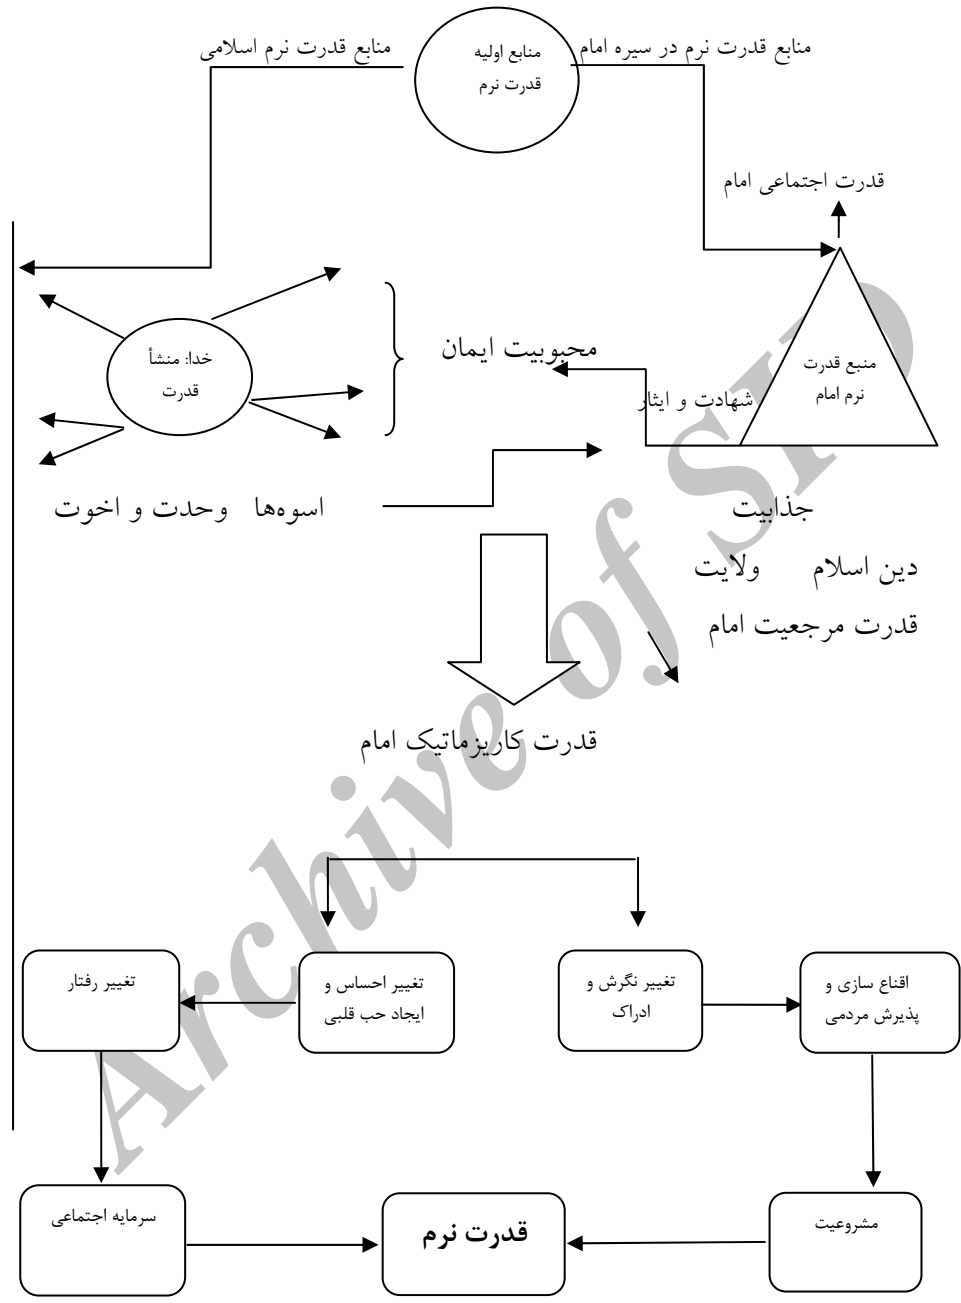 منابع قدرت نرم در سیره امام
منابع اولیه
قدرت نرم
منابع قدرت نرم اسلامی
قدرت اجتماعی امام
منبع قدرت
نرم امام
خدا: منشأ
قدرت
محبوبیت ایمان
شهادت و ایثار
جذابیت
اسوه‌ها وحدت و اخوت
دین اسلام ولایت
قدرت مرجعیت امام
قدرت کاریزماتیک امام
اقناع سازی و
پذیرش مردمی
تغییر نگرش و
ادراک
تغییر احساس و
ایجاد حب قلبی
تغییر رفتار
مشروعیت
قدرت نرم
سرمایه اجتماعی
Archive of SID